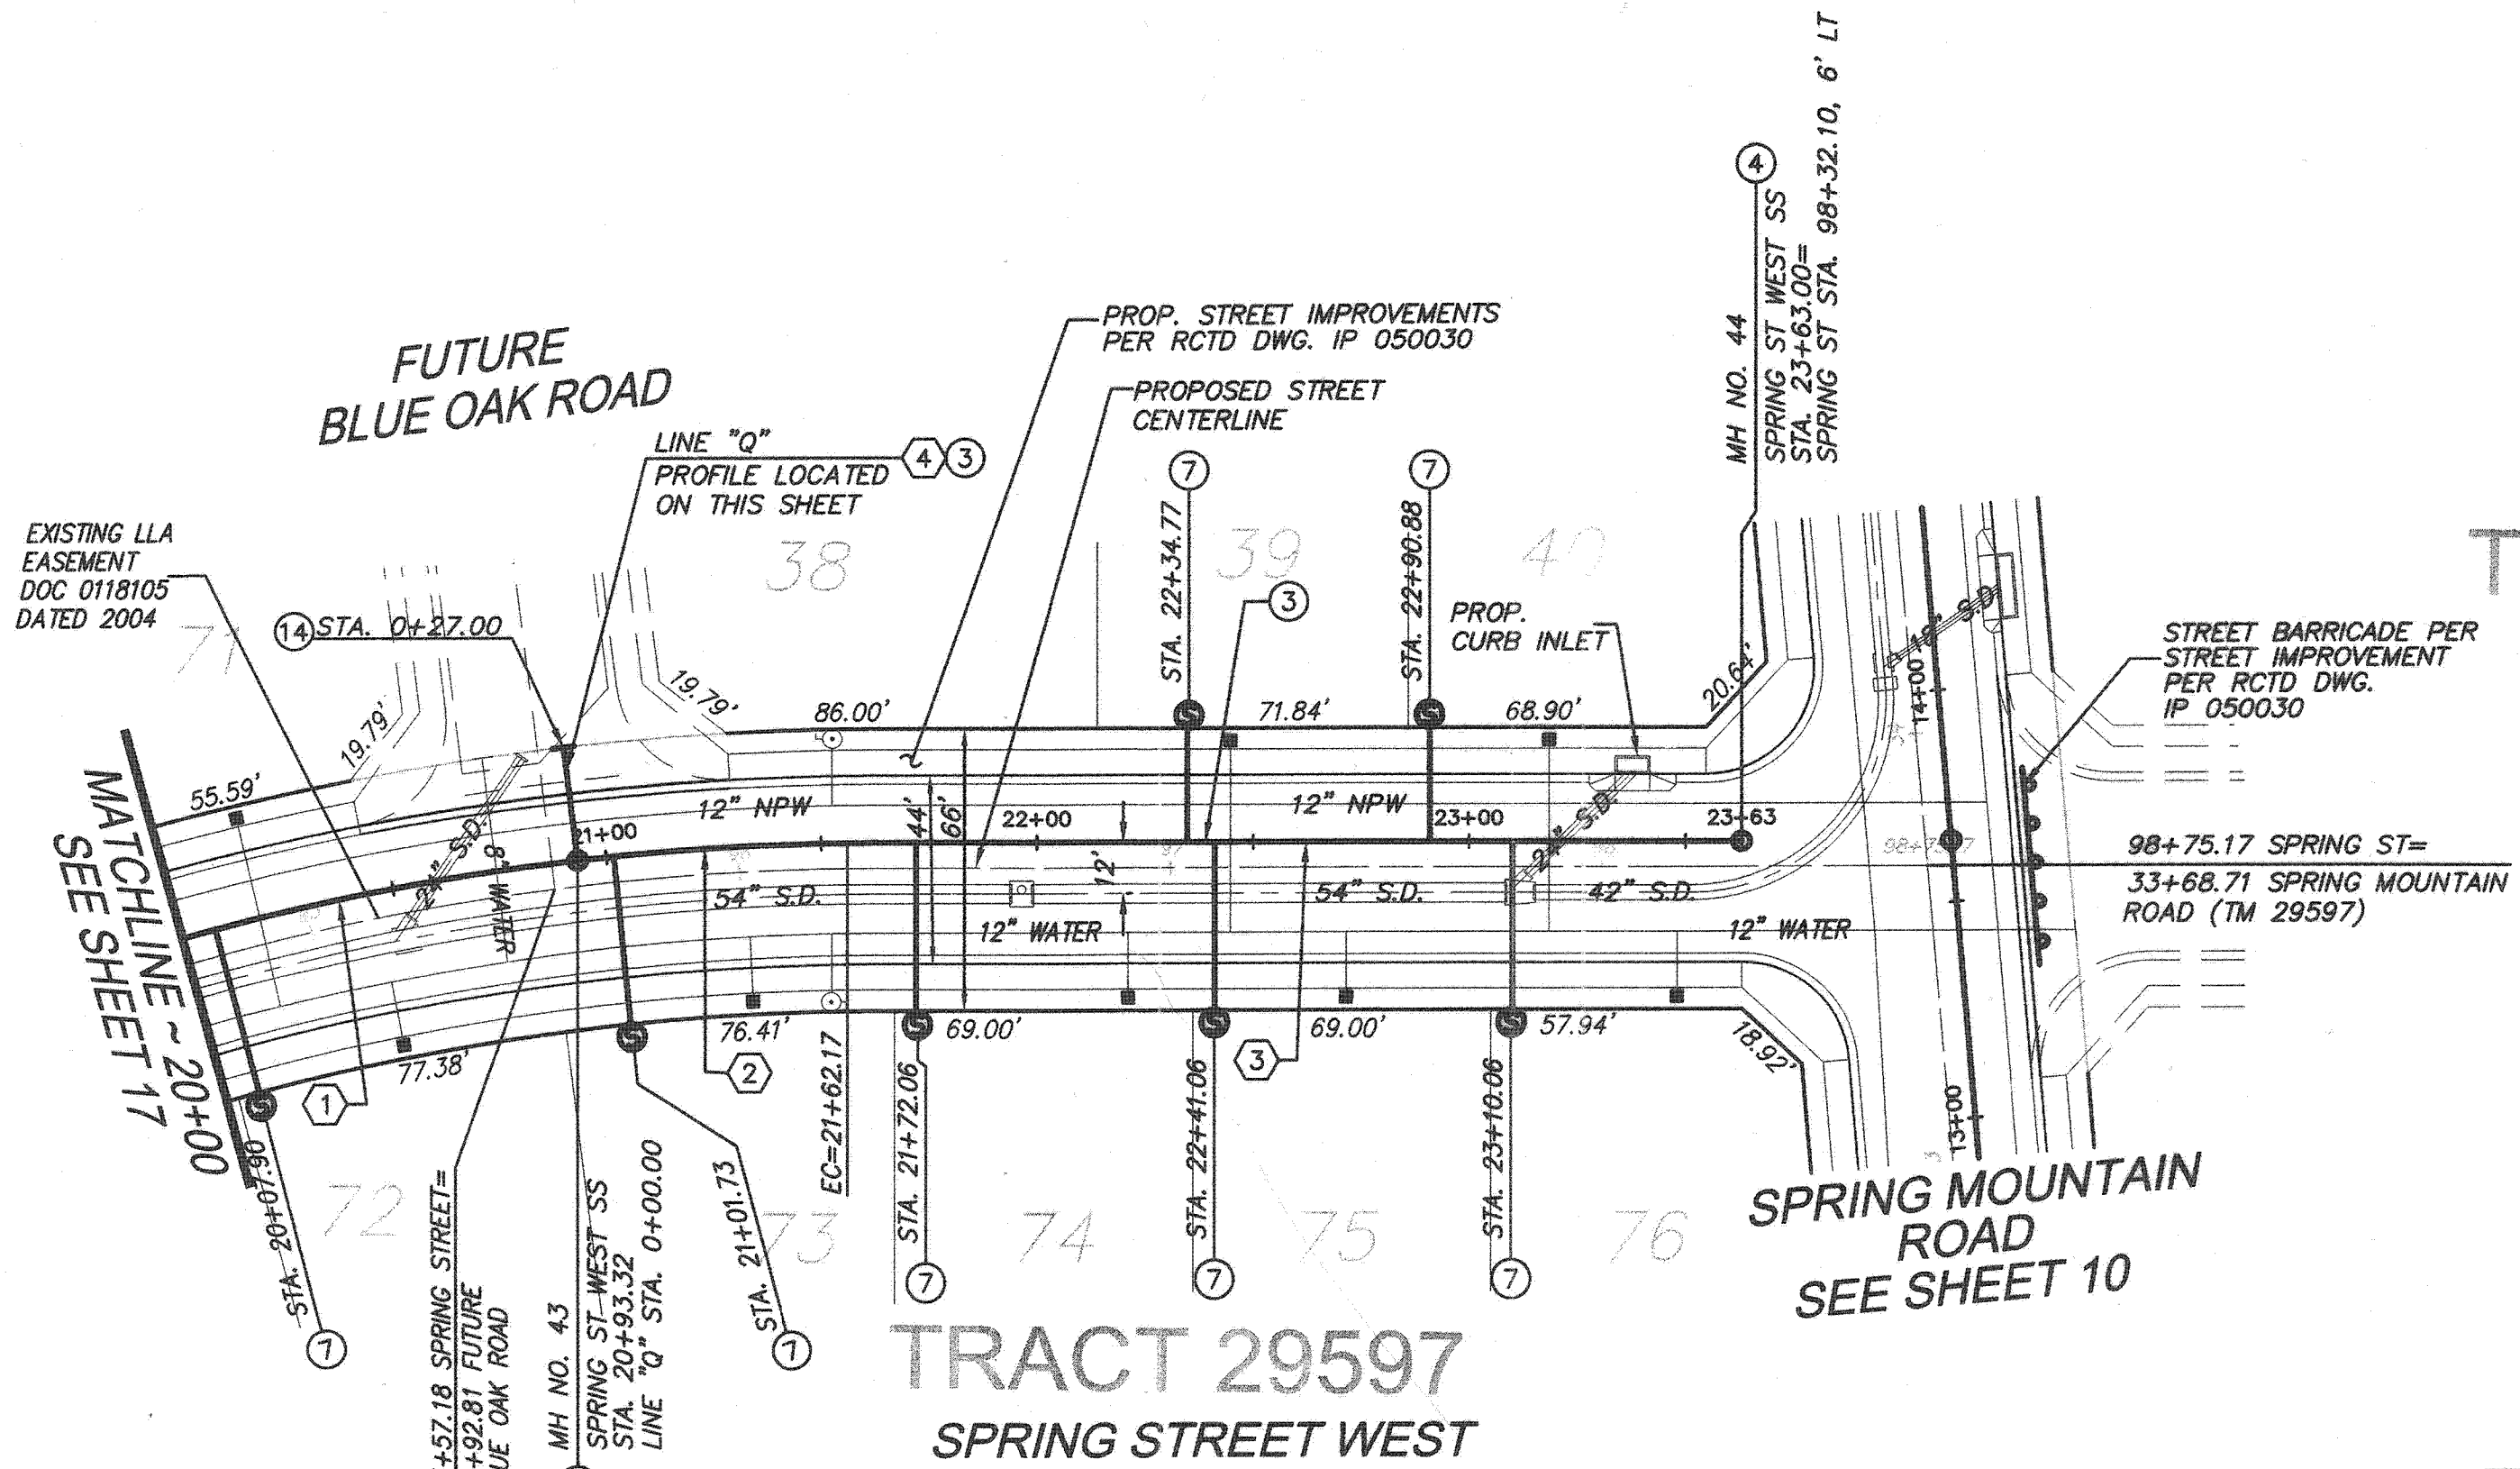 FUTURE
BLUE OAK ROAD
PROP. STREET IMPROVEMENTS
PER RCTD DWG. IP 050030
PROPOSED STREET
CENTERLINE
LINE "Q"
PROFILE LOCATED
ON THIS SHEET
4
3
7
7
4
MH NO. 44
SPRING ST WEST SS
STA. 23+63.00=
SPRING ST STA. 98+32.10, 6' LT
EXISTING LLA
EASEMENT
DOC 0118105
DATED 2004
14
STA. 0+27.00
71
38
39
40
STA. 22+34.77
STA. 22+90.88
3
PROP.
CURB INLET
T
STREET BARRICADE PER
STREET IMPROVEMENT
PER RCTD DWG.
IP 050030
55.59'
19.79'
19.79'
86.00'
71.84'
68.90'
20.64'
18" S.D.
14+00
12" NPW
12" NPW
21+00
22+00
23+00
23+63
44'
66'
12'
24" S.D.
24" S.D.
8" WATER
54" S.D.
54" S.D.
42" S.D.
12" WATER
12" WATER
98+75.17 SPRING ST=
33+68.71 SPRING MOUNTAIN
ROAD (TM 29597)
MATCHLINE ~ 20+00
SEE SHEET 17
77.38'
76.41'
69.00'
69.00'
57.94'
18.92'
13+00
1
2
3
EC=21+62.17
STA. 20+07.90
STA. 21+01.73
STA. 21+72.06
STA. 22+41.06
STA. 23+10.06
72
73
74
75
76
7
7
7
7
7
+57.18 SPRING STREET=
+92.81 FUTURE
UE OAK ROAD
MH NO. 43
SPRING ST WEST SS
STA. 20+93.32
LINE "Q" STA. 0+00.00
SPRING MOUNTAIN
ROAD
SEE SHEET 10
TRACT 29597
SPRING STREET WEST